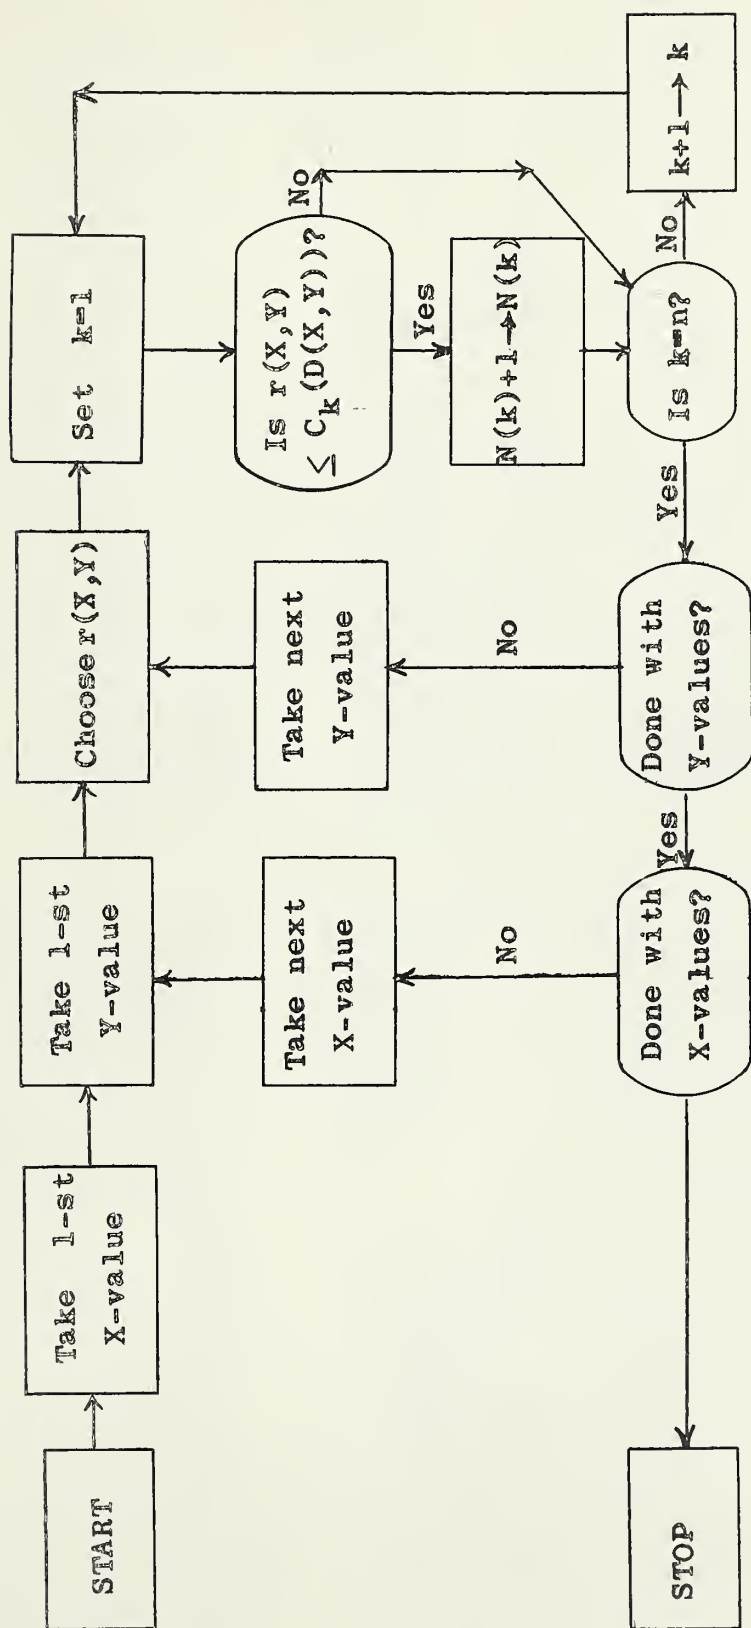 START
Take 1-st
X-value
Take 1-st
Y-value
Chooser(X,Y)
Set k=1
Take next
X-value
Take next
Y-value
Is r(X,Y)
≤ C_k(D(X,Y))?
No
Yes
N(k)+1→N(k)
Is k=n?
No
k+1→k
Yes
Done with
Y-values?
No
Yes
Done with
X-values?
No
STOP